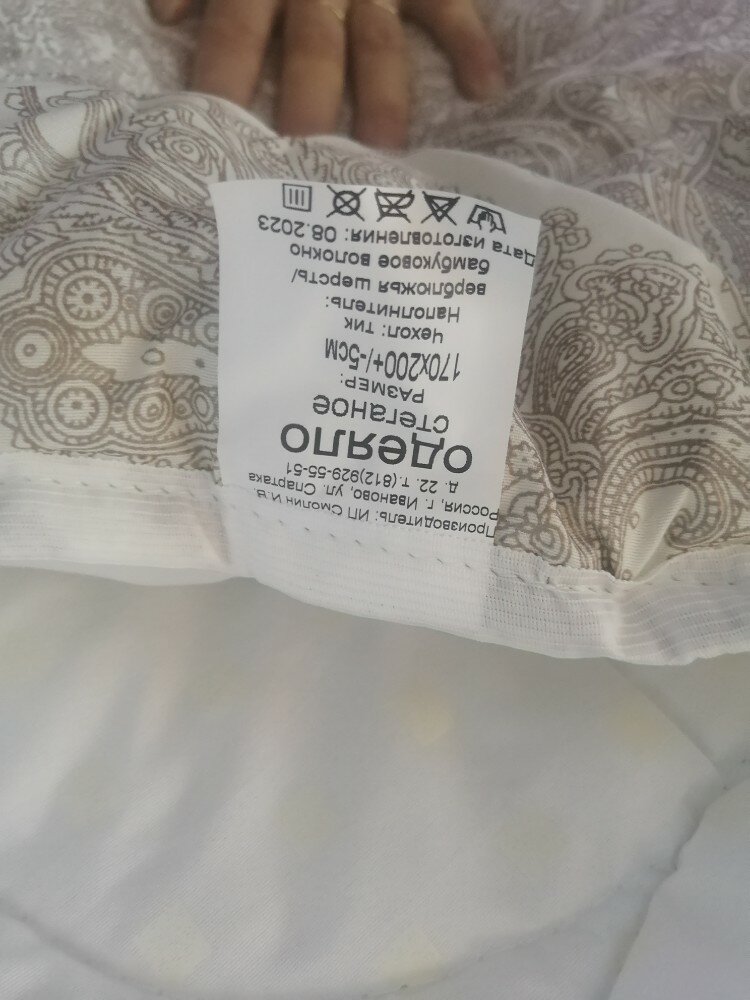 Производитель: ИП Смолин И.В.
Россия, г. Иваново, ул. Спартака
д. 22. т. (812)929-55-51
ОДЕЯЛО
СТЕГАНОЕ
РАЗМЕР:
170х200+/-5см
Чехол: тик
Наполнитель:
верблюжья шерсть/
бамбуковое волокно
Дата изготовления: 08.2023